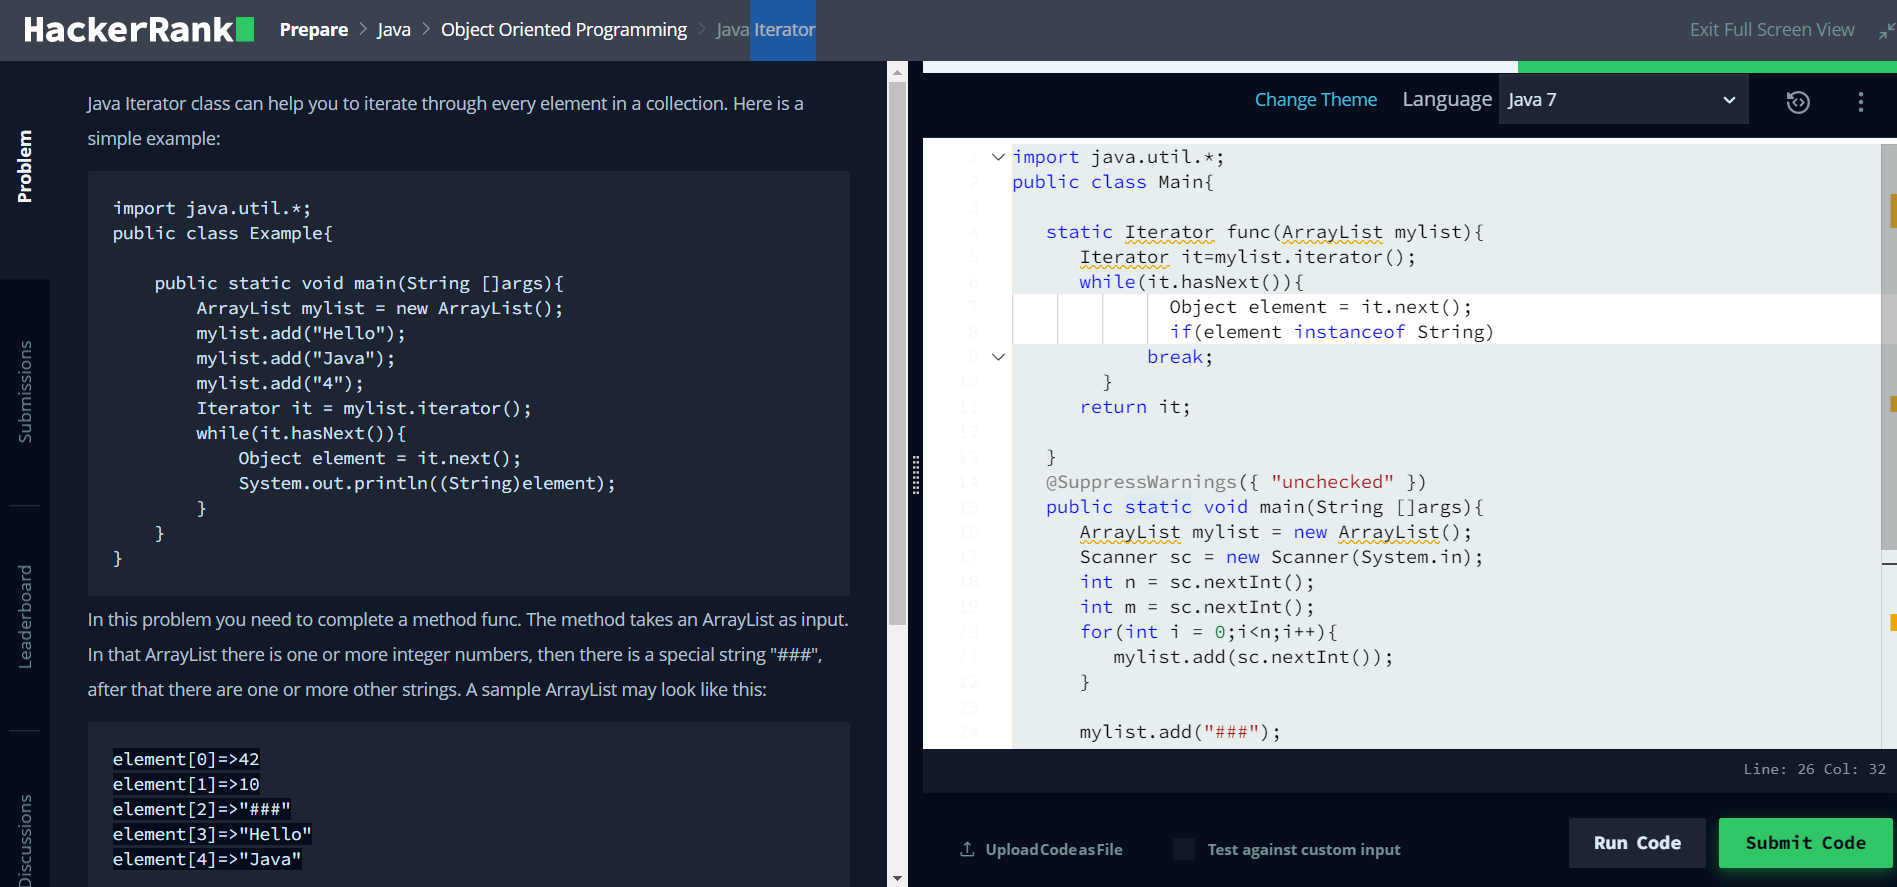 HackerRank
Prepare > Java > Object Oriented Programming > Java Iterator
Exit Full Screen View
Problem
Submissions
Leaderboard
Discussions
Java Iterator class can help you to iterate through every element in a collection. Here is a
simple example:
import java.util.*;
public class Example{
public static void main(String []args){
ArrayList mylist = new ArrayList();
mylist.add("Hello");
mylist.add("Java");
mylist.add("4");
Iterator it = mylist.iterator();
while(it.hasNext()){
Object element = it.next();
System.out.println((String)element);
}
}
}
In this problem you need to complete a method func. The method takes an ArrayList as input.
In that ArrayList there is one or more integer numbers, then there is a special string "###",
after that there are one or more other strings. A sample ArrayList may look like this:
element[0]=>42
element[1]=>10
element[2]=>"###"
element[3]=>"Hello"
element[4]=>"Java"
Change Theme Language Java 7
1 import java.util.*;
2 public class Main{
3
4 static Iterator func(ArrayList mylist){
5 Iterator it=mylist.iterator();
6 while(it.hasNext()){
7 Object element = it.next();
8 if(element instanceof String)
9 break;
10 }
11 return it;
12
13 }
14 @SuppressWarnings({ "unchecked" })
15 public static void main(String []args){
16 ArrayList mylist = new ArrayList();
17 Scanner sc = new Scanner(System.in);
18 int n = sc.nextInt();
19 int m = sc.nextInt();
20 for(int i = 0;i<n;i++){
21 mylist.add(sc.nextInt());
22 }
23
24 mylist.add("###");
Line: 26 Col: 32
Upload Code as File
Test against custom input
Run Code
Submit Code